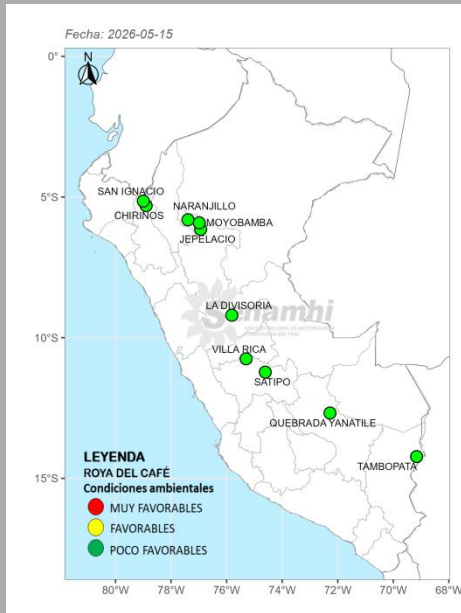 Fecha: 2026-05-15
0°
N
SAN IGNACIO
5°S
CHIRINOS
NARANJILLO
MOYOBAMBA
JEPELACIO
LA DIVISORIA
Senamhi
10°S
VILLA RICA
SATIPO
QUEBRADA YANATILE
TAMBOPATA
15°S
LEYENDA
ROYA DEL CAFÉ
Condiciones ambientales
MUY FAVORABLES
FAVORABLES
POCO FAVORABLES
80°W 78°W 76°W 74°W 72°W 70°W 68°W